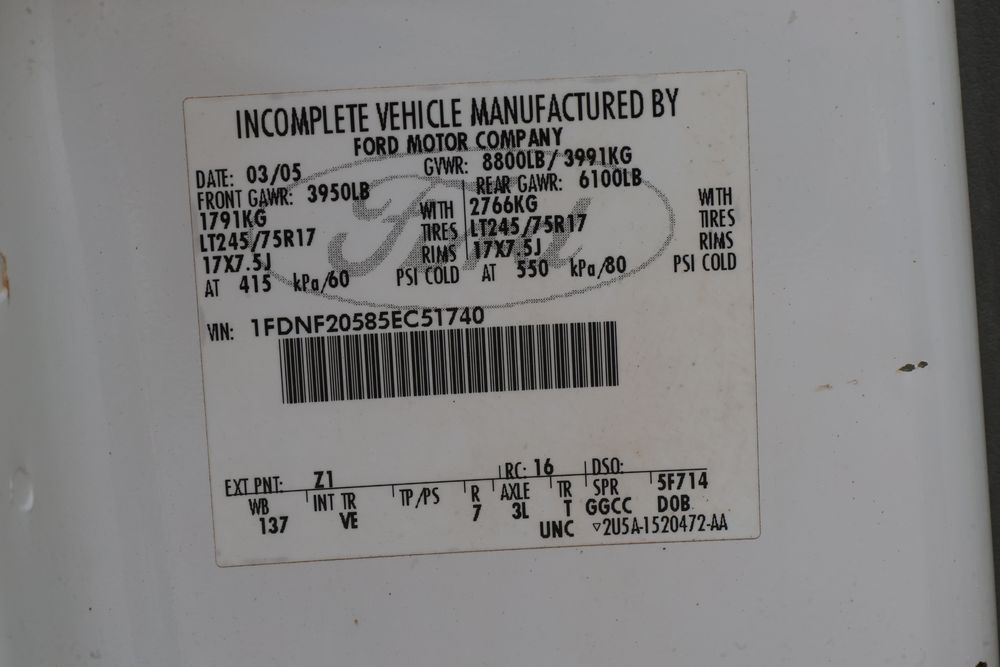 INCOMPLETE VEHICLE MANUFACTURED BY
FORD MOTOR COMPANY
DATE: 03/05 GVWR: 8800LB / 3991KG
FRONT GAWR: 3950LB REAR GAWR: 6100LB
1791KG WITH 2766KG WITH
LT245/75R17 TIRES LT245/75R17 TIRES
17X7.5J RIMS 17X7.5J RIMS
AT 415 kPa/60 PSI COLD AT 550 kPa/80 PSI COLD
Ford
VIN: 1FDNF20585EC51740
EXT PNT: Z1 RC: 16 DSO:
WB INT TR TP/PS R AXLE TR SPR 5F714
137 VE 7 3L T GGCC DOB
UNC ▽2U5A-1520472-AA